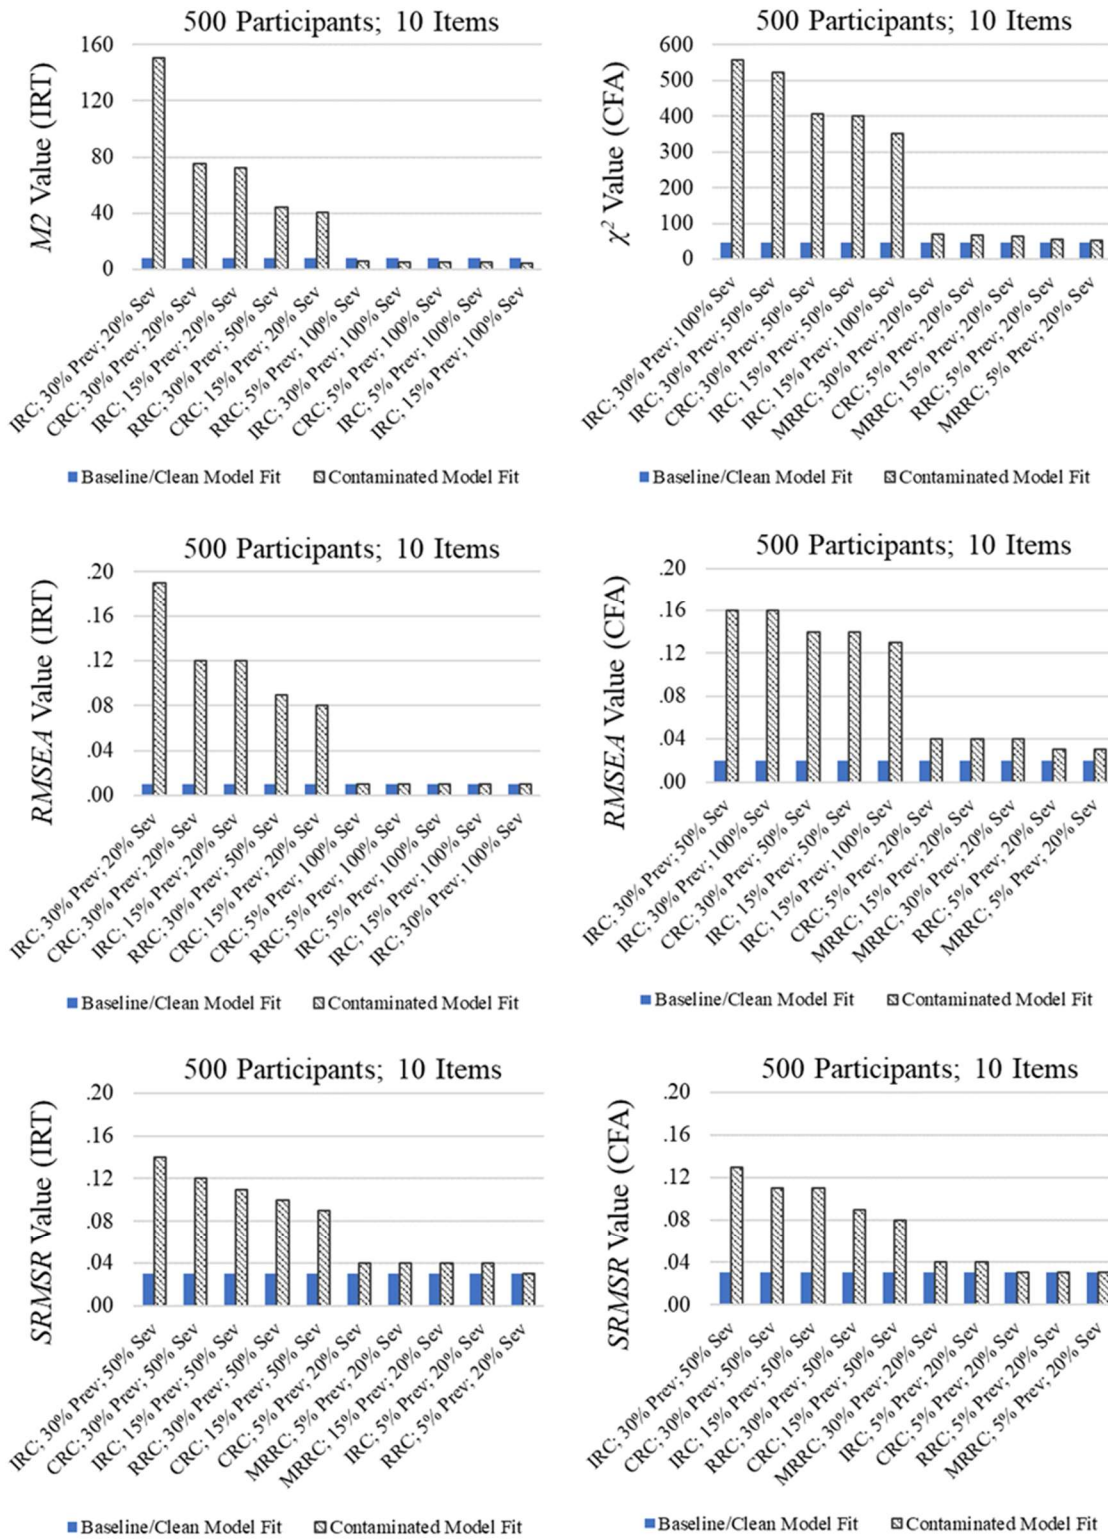 500 Participants; 10 Items
M2 Value (IRT)
160
120
80
40
0
IRC; 30% Prev; 20% Sev
CRC; 30% Prev; 20% Sev
IRC; 15% Prev; 20% Sev
RRC; 30% Prev; 50% Sev
CRC; 15% Prev; 20% Sev
RRC; 5% Prev; 100% Sev
IRC; 30% Prev; 100% Sev
CRC; 5% Prev; 100% Sev
IRC; 5% Prev; 100% Sev
IRC; 15% Prev; 100% Sev
Baseline/Clean Model Fit
Contaminated Model Fit
500 Participants; 10 Items
χ² Value (CFA)
600
500
400
300
200
100
0
IRC; 30% Prev; 100% Sev
IRC; 30% Prev; 50% Sev
CRC; 30% Prev; 50% Sev
IRC; 15% Prev; 50% Sev
IRC; 15% Prev; 100% Sev
MRRC; 30% Prev; 20% Sev
CRC; 5% Prev; 20% Sev
MRRC; 15% Prev; 20% Sev
RRC; 5% Prev; 20% Sev
MRRC; 5% Prev; 20% Sev
Baseline/Clean Model Fit
Contaminated Model Fit
500 Participants; 10 Items
RMSEA Value (IRT)
.20
.16
.12
.08
.04
.00
IRC; 30% Prev; 20% Sev
CRC; 30% Prev; 20% Sev
IRC; 15% Prev; 20% Sev
RRC; 30% Prev; 50% Sev
CRC; 15% Prev; 20% Sev
CRC; 5% Prev; 100% Sev
RRC; 5% Prev; 100% Sev
IRC; 5% Prev; 100% Sev
IRC; 15% Prev; 100% Sev
IRC; 30% Prev; 100% Sev
Baseline/Clean Model Fit
Contaminated Model Fit
500 Participants; 10 Items
RMSEA Value (CFA)
.20
.16
.12
.08
.04
.00
IRC; 30% Prev; 50% Sev
IRC; 30% Prev; 100% Sev
CRC; 30% Prev; 50% Sev
IRC; 15% Prev; 50% Sev
IRC; 15% Prev; 100% Sev
CRC; 5% Prev; 20% Sev
MRRC; 15% Prev; 20% Sev
MRRC; 30% Prev; 20% Sev
RRC; 5% Prev; 20% Sev
MRRC; 5% Prev; 20% Sev
Baseline/Clean Model Fit
Contaminated Model Fit
500 Participants; 10 Items
SRMSR Value (IRT)
.20
.16
.12
.08
.04
.00
IRC; 30% Prev; 50% Sev
CRC; 30% Prev; 50% Sev
IRC; 15% Prev; 50% Sev
RRC; 30% Prev; 50% Sev
CRC; 15% Prev; 50% Sev
CRC; 5% Prev; 20% Sev
MRRC; 5% Prev; 20% Sev
MRRC; 15% Prev; 20% Sev
IRC; 5% Prev; 20% Sev
RRC; 5% Prev; 20% Sev
Baseline/Clean Model Fit
Contaminated Model Fit
500 Participants; 10 Items
SRMSR Value (CFA)
.20
.16
.12
.08
.04
.00
IRC; 30% Prev; 50% Sev
CRC; 30% Prev; 50% Sev
IRC; 15% Prev; 50% Sev
RRC; 30% Prev; 50% Sev
CRC; 15% Prev; 50% Sev
MRRC; 30% Prev; 20% Sev
IRC; 5% Prev; 20% Sev
CRC; 5% Prev; 20% Sev
RRC; 5% Prev; 20% Sev
MRRC; 5% Prev; 20% Sev
Baseline/Clean Model Fit
Contaminated Model Fit